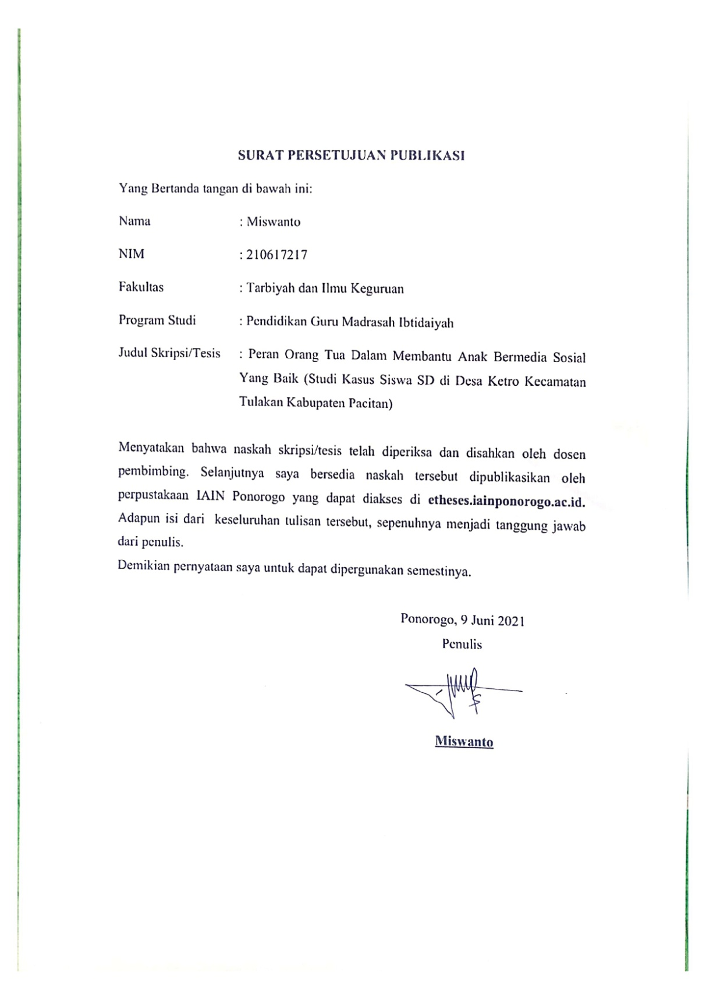 SURAT PERSETUJUAN PUBLIKASI
Yang Bertanda tangan di bawah ini:
Nama : Miswanto
NIM : 210617217
Fakultas : Tarbiyah dan Ilmu Keguruan
Program Studi : Pendidikan Guru Madrasah Ibtidaiyah
Judul Skripsi/Tesis : Peran Orang Tua Dalam Membantu Anak Bermedia Sosial
Yang Baik (Studi Kasus Siswa SD di Desa Ketro Kecamatan
Tulakan Kabupaten Pacitan)
Menyatakan bahwa naskah skripsi/tesis telah diperiksa dan disahkan oleh dosen
pembimbing. Selanjutnya saya bersedia naskah tersebut dipublikasikan oleh
perpustakaan IAIN Ponorogo yang dapat diakses di etheses.iainponorogo.ac.id.
Adapun isi dari keseluruhan tulisan tersebut, sepenuhnya menjadi tanggung jawab
dari penulis.
Demikian pernyataan saya untuk dapat dipergunakan semestinya.
Ponorogo, 9 Juni 2021
Penulis
Miswanto